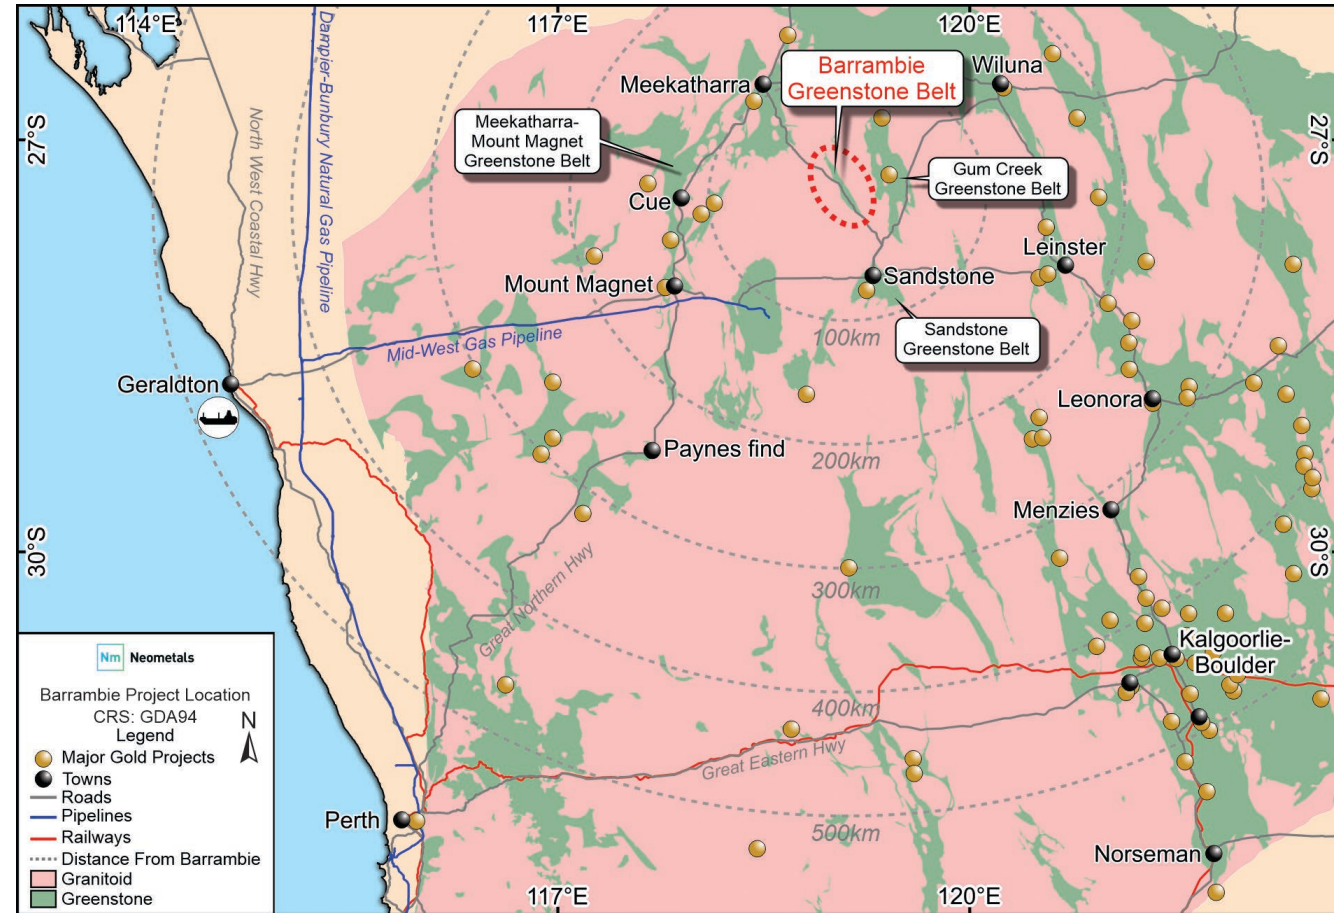 114°E
117°E
120°E
Dampier-Bunbury Natural Gas Pipeline
North West Coastal Hwy
27°S
27°S
Meekatharra
Barrambie
Greenstone Belt
Wiluna
Meekatharra-
Mount Magnet
Greenstone Belt
Gum Creek
Greenstone Belt
Cue
Leinster
Mount Magnet
Sandstone
Sandstone
Greenstone Belt
100km
Mid-West Gas Pipeline
Geraldton
Leonora
Paynes find
200km
Menzies
30°S
30°S
300km
Great Northern Hwy
Kalgoorlie-
Boulder
400km
Great Eastern Hwy
Perth
500km
Norseman
117°E
120°E
Nm Neometals
Barrambie Project Location
CRS: GDA94
N
Legend
Major Gold Projects
Towns
Roads
Pipelines
Railways
Distance From Barrambie
Granitoid
Greenstone